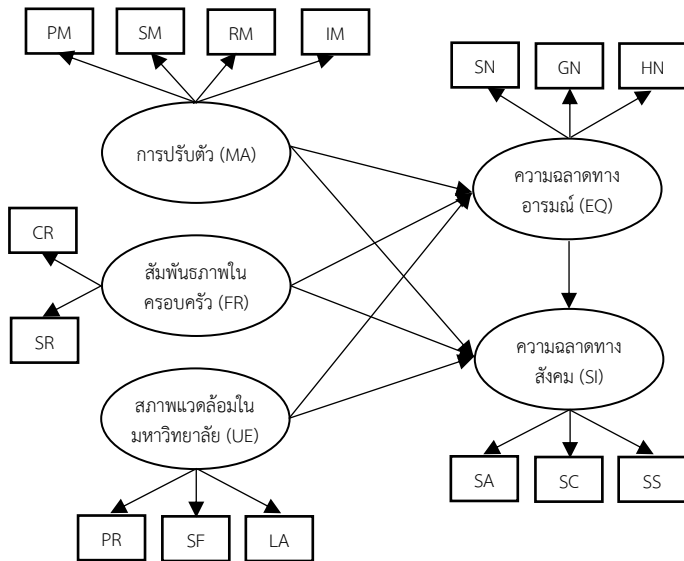 PM
SM
RM
IM
SN
GN
HN
การปรับตัว (MA)
ความฉลาดทาง
อารมณ์ (EQ)
CR
SR
สัมพันธภาพใน
ครอบครัว (FR)
ความฉลาดทาง
สังคม (SI)
สภาพแวดล้อมใน
มหาวิทยาลัย (UE)
SA
SC
SS
PR
SF
LA